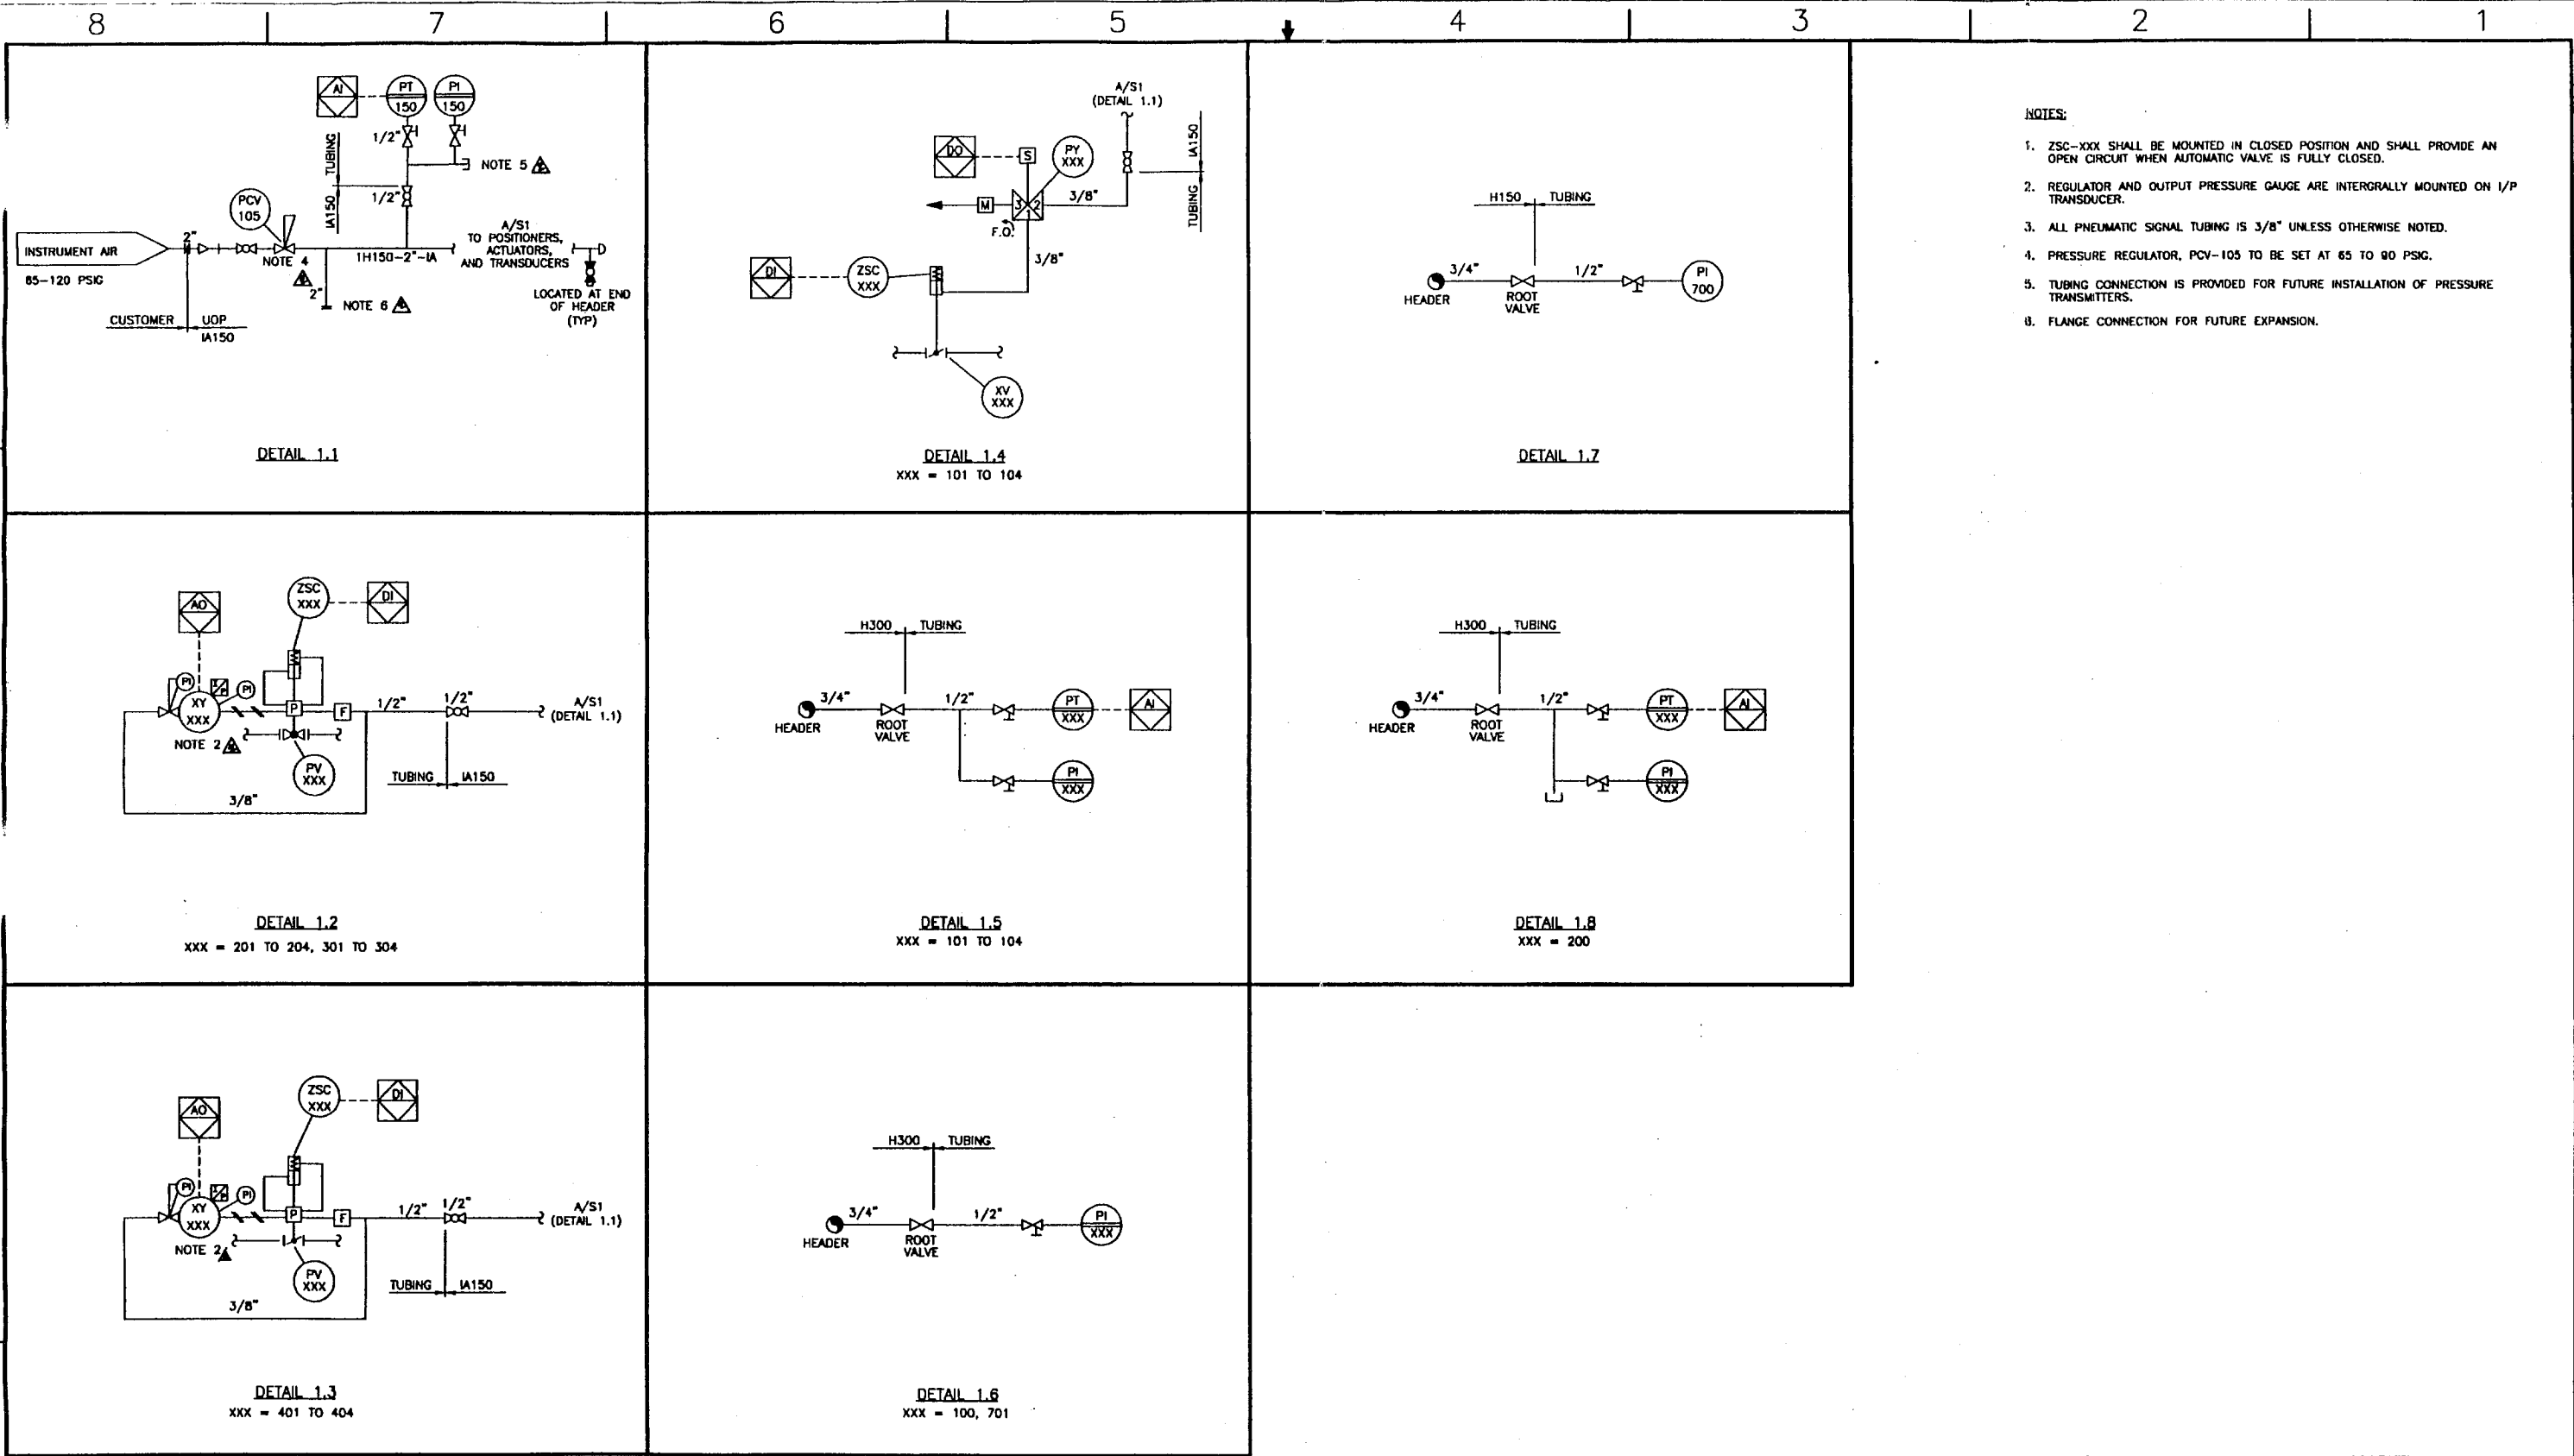 8 7 6 5 4 3 2 1
AI
PT
150
PI
150
1/2"
TUBING
IA150
NOTE 5
1/2"
PCV
105
2"
INSTRUMENT AIR
65-120 PSIG
NOTE 4
2"
NOTE 6
1H150-2"-IA
A/S1
TO POSITIONERS,
ACTUATORS,
AND TRANSDUCERS
LOCATED AT END
OF HEADER
(TYP)
CUSTOMER UOP
IA150
DETAIL 1.1
A/S1
(DETAIL 1.1)
DO
S
PY
XXX
IA150
TUBING
M
3 2
1
3/8"
F.O.
3/8"
DI
ZSC
XXX
XV
XXX
DETAIL 1.4
XXX = 101 TO 104
H150 TUBING
3/4"
1/2"
HEADER
ROOT
VALVE
PI
700
DETAIL 1.7
NOTES:
1. ZSC-XXX SHALL BE MOUNTED IN CLOSED POSITION AND SHALL PROVIDE AN
OPEN CIRCUIT WHEN AUTOMATIC VALVE IS FULLY CLOSED.
2. REGULATOR AND OUTPUT PRESSURE GAUGE ARE INTERGRALLY MOUNTED ON I/P
TRANSDUCER.
3. ALL PNEUMATIC SIGNAL TUBING IS 3/8" UNLESS OTHERWISE NOTED.
4. PRESSURE REGULATOR, PCV-105 TO BE SET AT 65 TO 90 PSIG.
5. TUBING CONNECTION IS PROVIDED FOR FUTURE INSTALLATION OF PRESSURE
TRANSMITTERS.
6. FLANGE CONNECTION FOR FUTURE EXPANSION.
AO
ZSC
XXX
DI
PI
XY
XXX
I/P
PI
P
F
1/2"
1/2"
A/S1
(DETAIL 1.1)
NOTE 2
PV
XXX
TUBING IA150
3/8"
DETAIL 1.2
XXX = 201 TO 204, 301 TO 304
H300 TUBING
3/4"
1/2"
HEADER
ROOT
VALVE
PT
XXX
AI
PI
XXX
DETAIL 1.5
XXX = 101 TO 104
H300 TUBING
3/4"
1/2"
HEADER
ROOT
VALVE
PT
XXX
AI
PI
XXX
DETAIL 1.8
XXX = 200
AO
ZSC
XXX
DI
PI
XY
XXX
I/P
PI
P
F
1/2"
1/2"
A/S1
(DETAIL 1.1)
NOTE 2
PV
XXX
TUBING IA150
3/8"
DETAIL 1.3
XXX = 401 TO 404
H300 TUBING
3/4"
1/2"
HEADER
ROOT
VALVE
PI
XXX
DETAIL 1.6
XXX = 100, 701